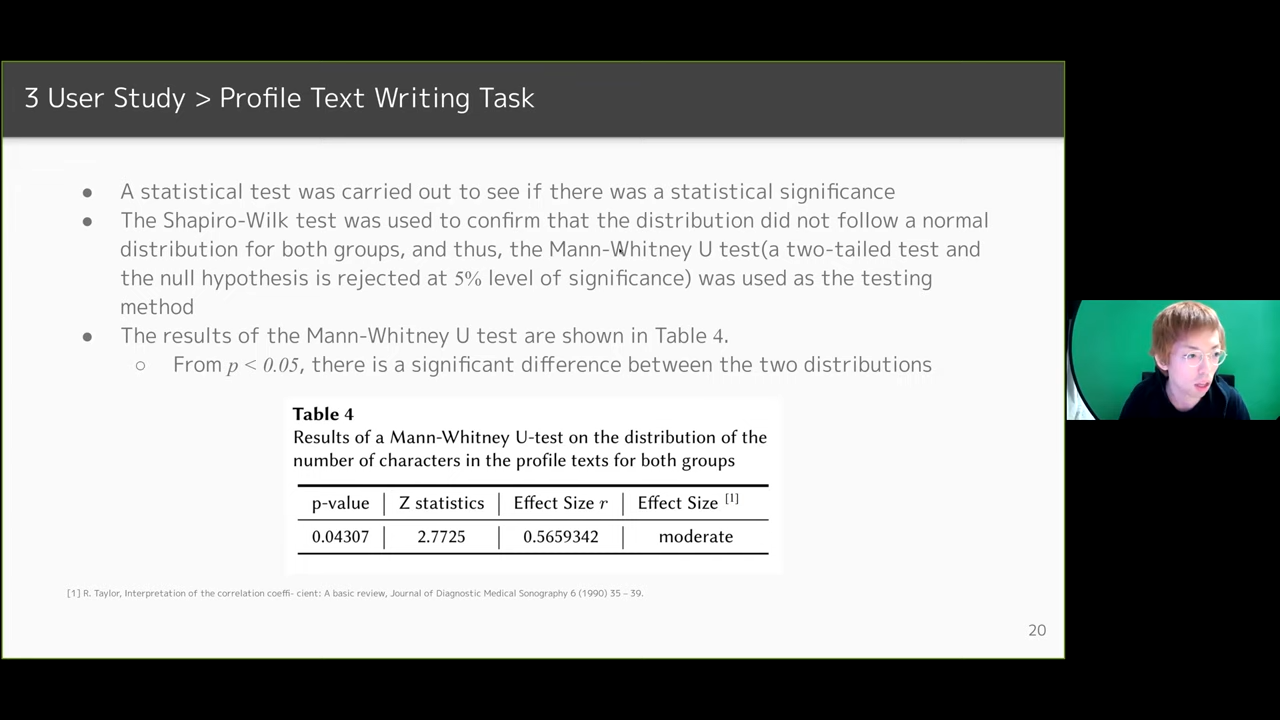 3 User Study > Profile Text Writing Task
● A statistical test was carried out to see if there was a statistical significance
● The Shapiro-Wilk test was used to confirm that the distribution did not follow a normal
distribution for both groups, and thus, the Mann-Whitney U test(a two-tailed test and
the null hypothesis is rejected at 5% level of significance) was used as the testing
method
● The results of the Mann-Whitney U test are shown in Table 4.
○ From p < 0.05, there is a significant difference between the two distributions
Table 4
Results of a Mann-Whitney U-test on the distribution of the
number of characters in the profile texts for both groups
p-value | Z statistics | Effect Size r | Effect Size [1]
0.04307 | 2.7725 | 0.5659342 | moderate
[1] R. Taylor, Interpretation of the correlation coeffi- cient: A basic review, Journal of Diagnostic Medical Sonography 6 (1990) 35 – 39.
20